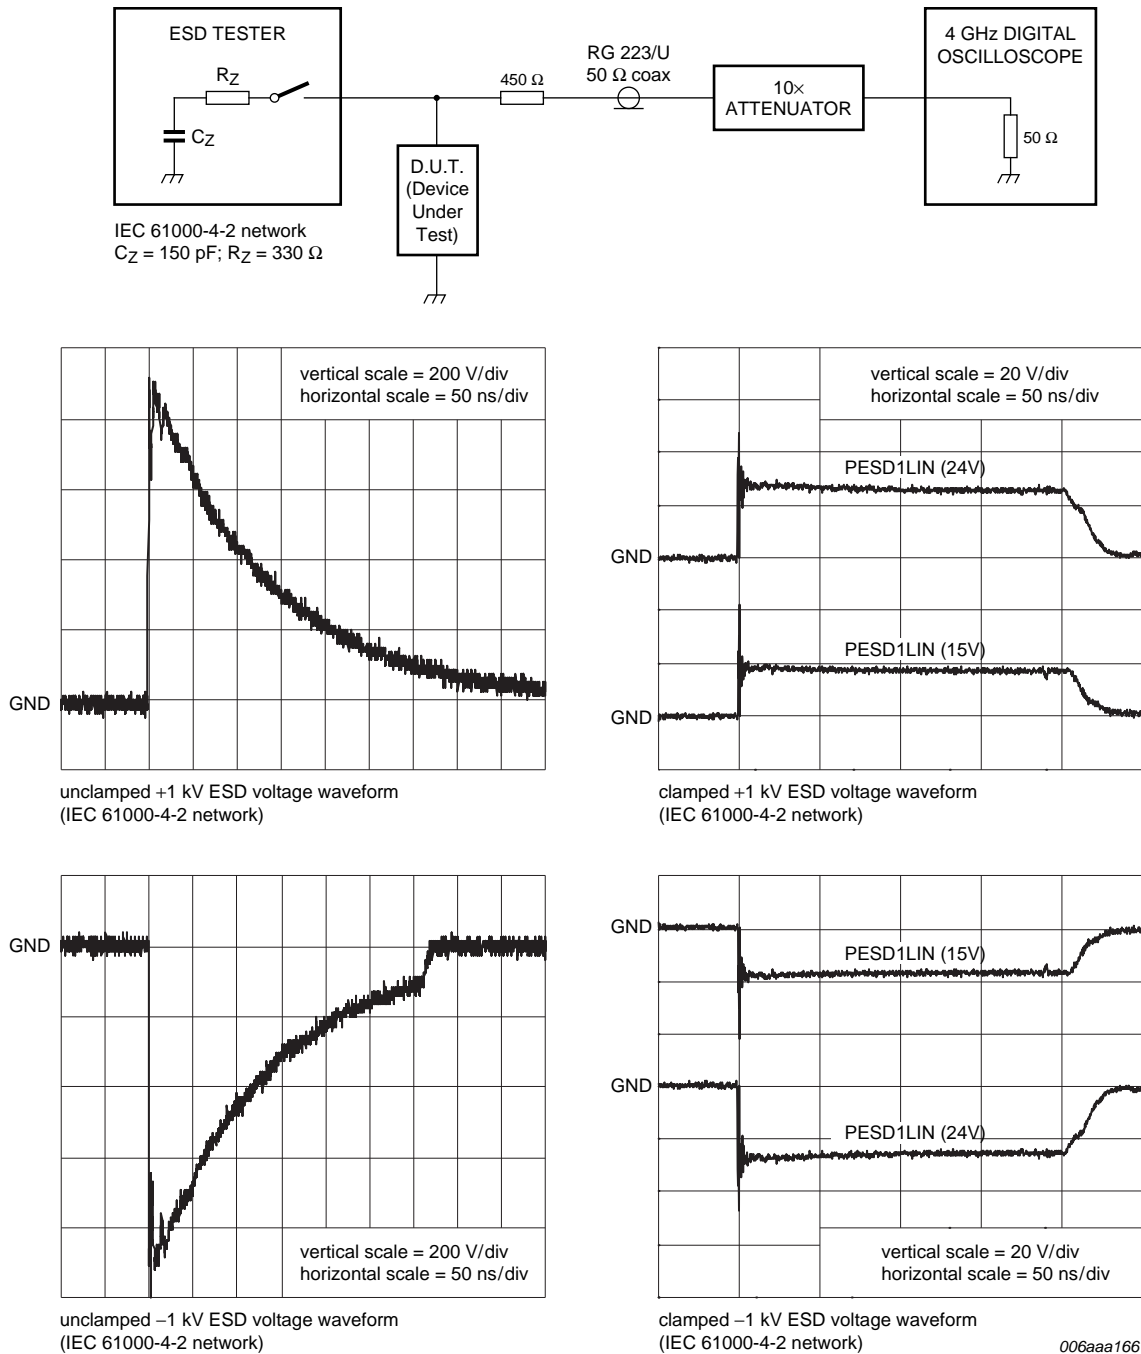 ESD TESTER
RZ
CZ
IEC 61000-4-2 network
CZ = 150 pF; RZ = 330 Ω
D.U.T.
(Device
Under
Test)
450 Ω
RG 223/U
50 Ω coax
10×
ATTENUATOR
4 GHz DIGITAL
OSCILLOSCOPE
50 Ω
vertical scale = 200 V/div
horizontal scale = 50 ns/div
GND
unclamped +1 kV ESD voltage waveform
(IEC 61000-4-2 network)
vertical scale = 20 V/div
horizontal scale = 50 ns/div
PESD1LIN (24V)
GND
PESD1LIN (15V)
GND
clamped +1 kV ESD voltage waveform
(IEC 61000-4-2 network)
GND
vertical scale = 200 V/div
horizontal scale = 50 ns/div
unclamped −1 kV ESD voltage waveform
(IEC 61000-4-2 network)
GND
PESD1LIN (15V)
GND
PESD1LIN (24V)
vertical scale = 20 V/div
horizontal scale = 50 ns/div
clamped −1 kV ESD voltage waveform
(IEC 61000-4-2 network)
006aaa166